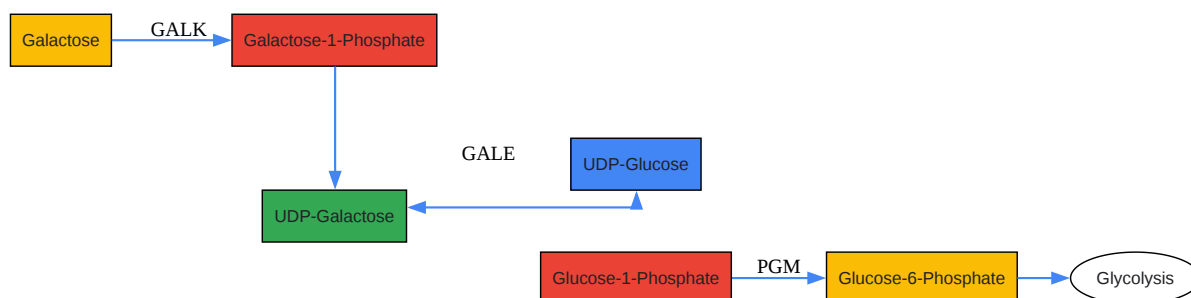 Galactose
GALK
Galactose-1-Phosphate
GALE
UDP-Glucose
UDP-Galactose
Glucose-1-Phosphate
PGM
Glucose-6-Phosphate
Glycolysis